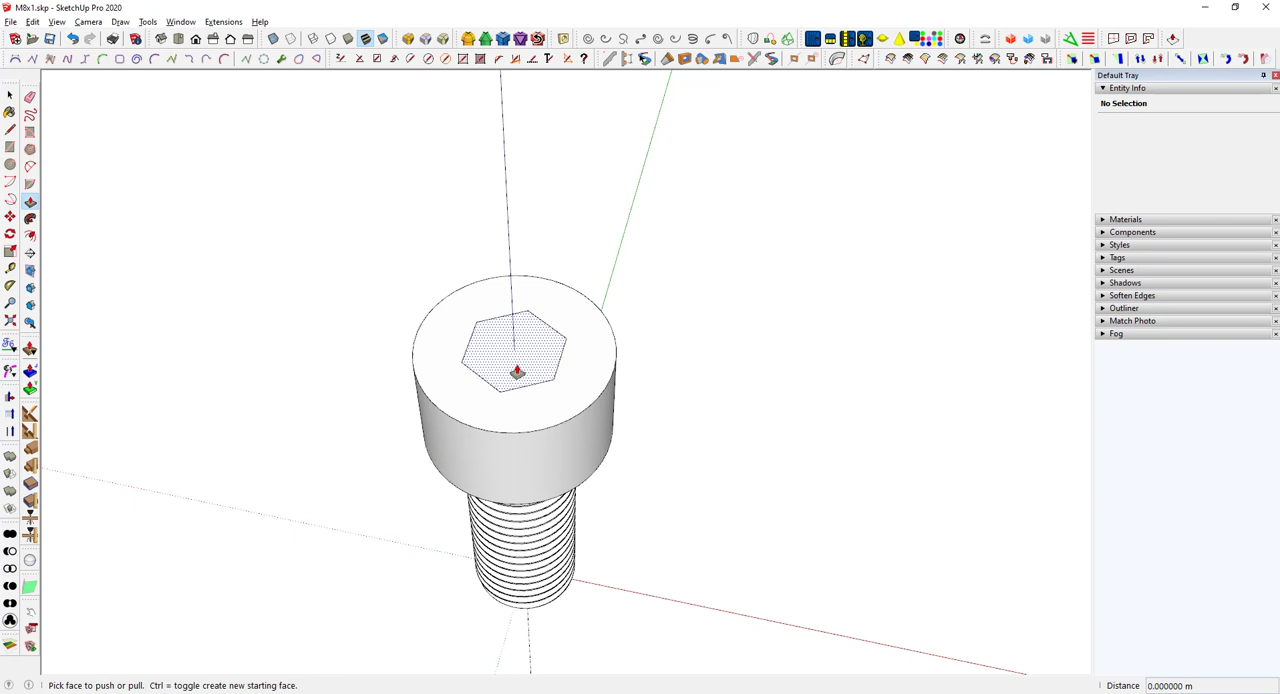 M8x1.skp - SketchUp Pro 2020
File Edit View Camera Draw Tools Window Extensions Help
Default Tray
Entity Info
No Selection
Materials
Components
Styles
Tags
Scenes
Shadows
Soften Edges
Outliner
Match Photo
Fog
Pick face to push or pull. Ctrl = toggle create new starting face.
Distance 0.000000 m